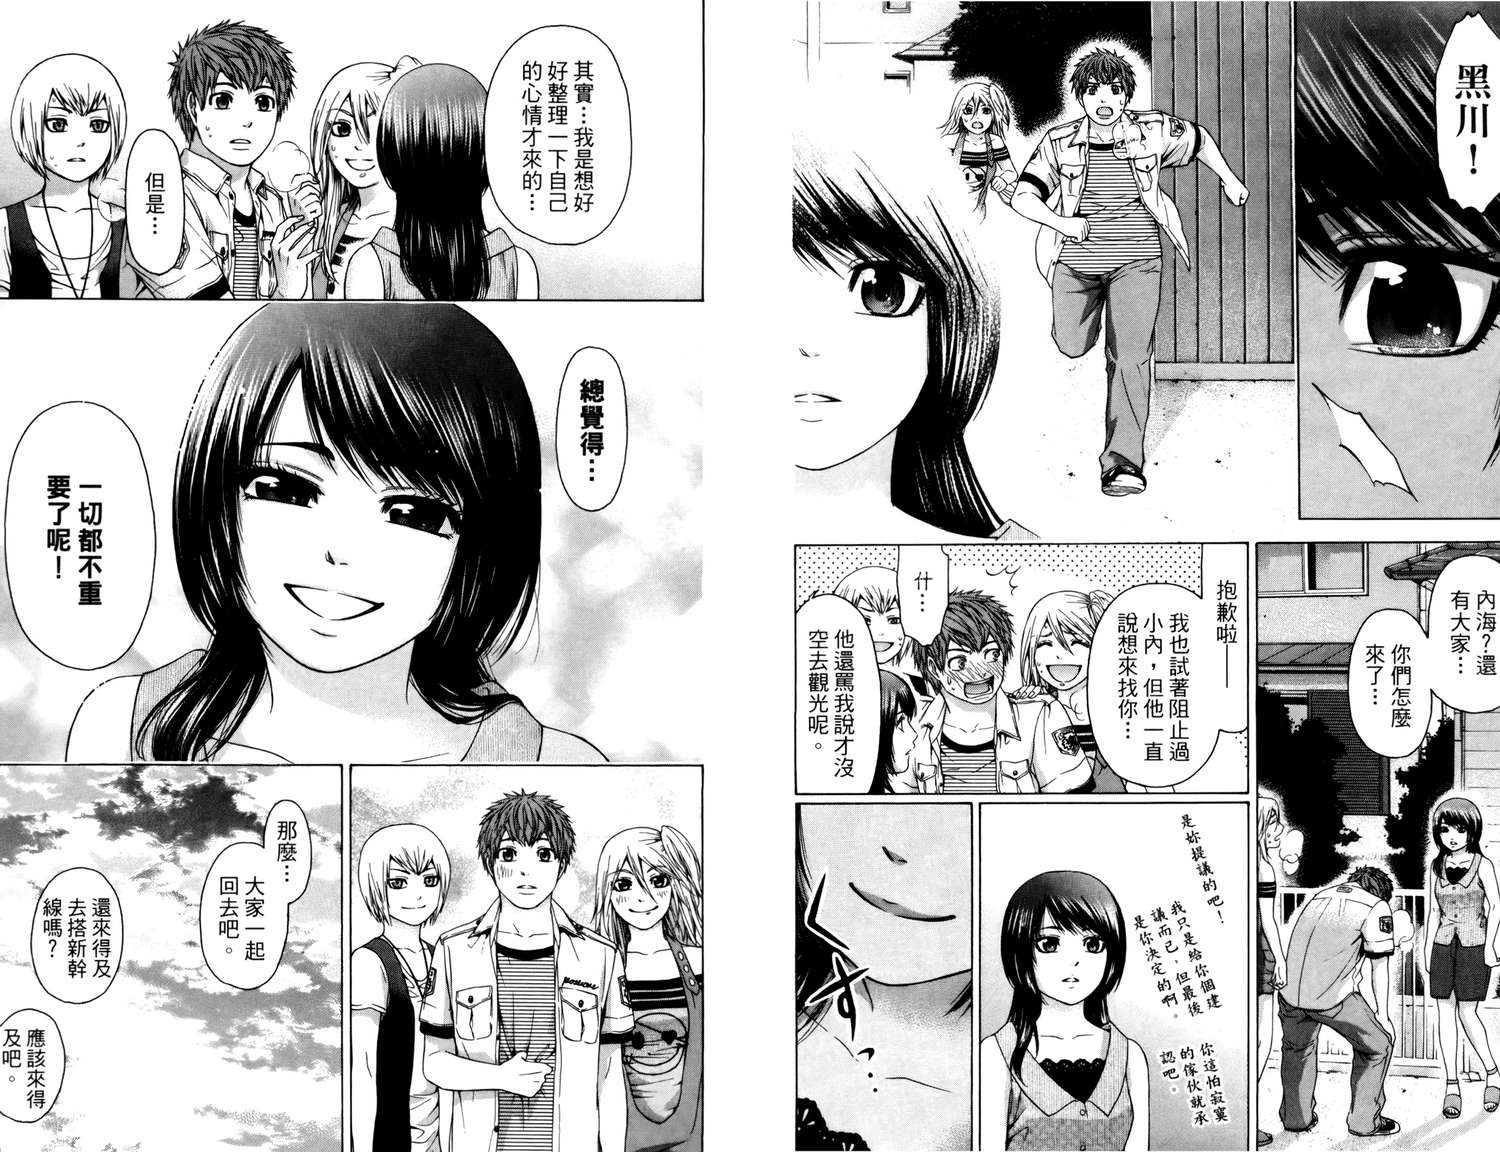 黑川！
內海？還
有大家…
你們怎麼
來了…
抱歉啦——
我也試著阻止過
小內，但他一直
說想來找你…
什…
他還罵我說才沒
空去觀光呢。
是妳提議的吧！
我只是給你個建
議而已，但最後
是你決定的啊。
你這怕寂寞
的傢伙就承
認吧。
くすっ
其實…我是想好
好整理一下自己
的心情才來的…
但是…
總覺得…
一切都不重
要了呢！
那麼…
大家一起
回去吧。
還來得及
去搭新幹
線嗎？
應該來得
及吧。